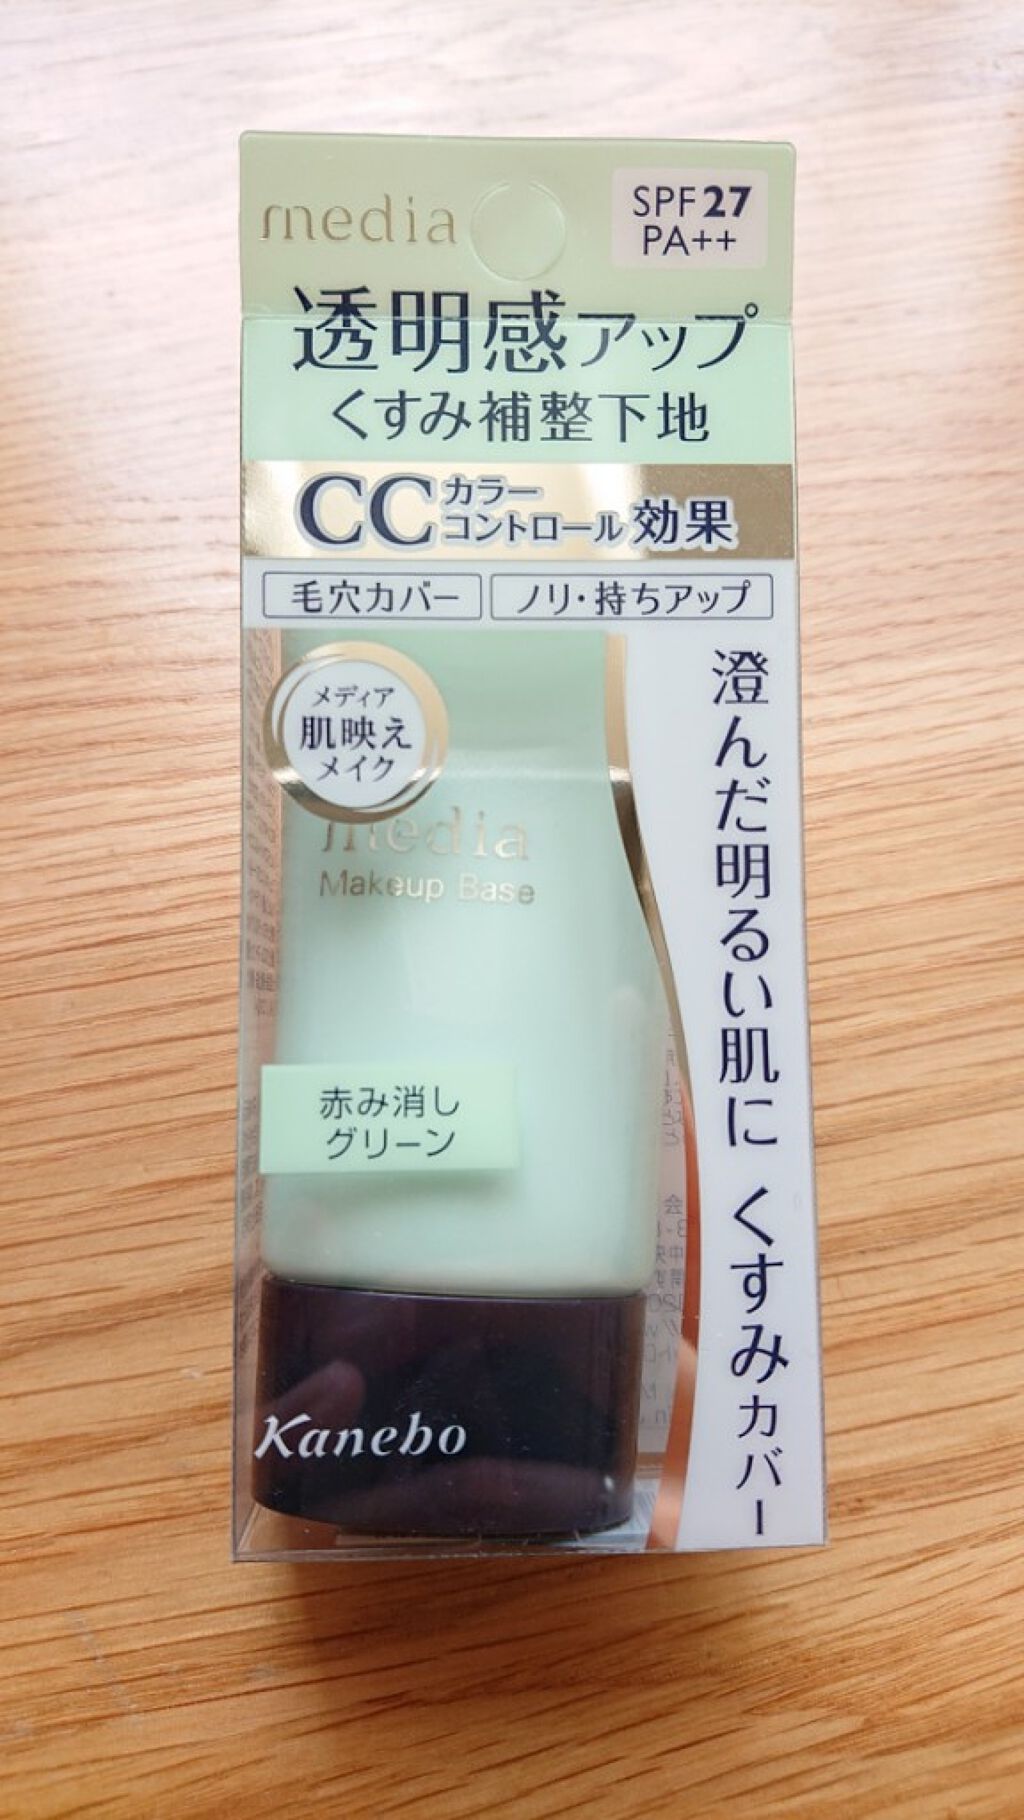 media
SPF27
PA++
透明感アップ
くすみ補整下地
CCカラーコントロール効果
毛穴カバー
ノリ・持ちアップ
メディア
肌映え
メイク
澄んだ明るい肌に くすみカバー
media
Makeup Base
赤み消し
グリーン
Kanebo